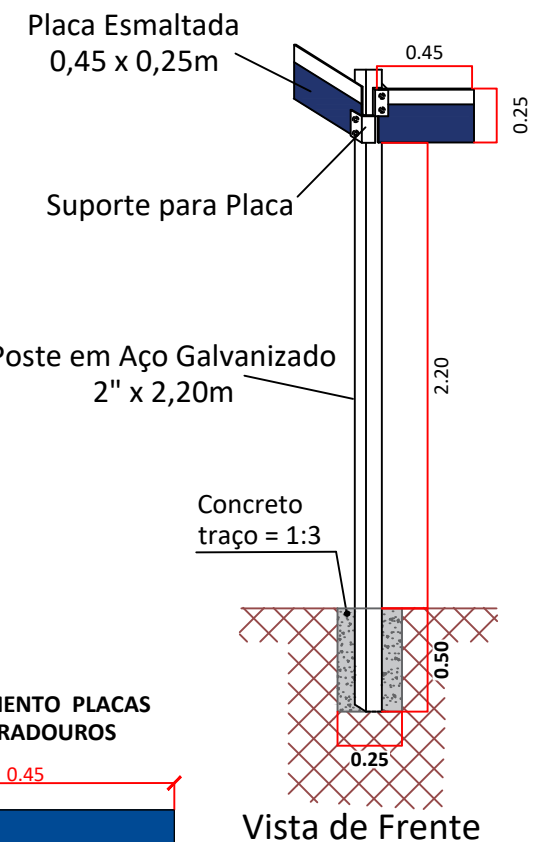 Placa Esmaltada
0,45 x 0,25m
0.45
0.25
Suporte para Placa
Poste em Aço Galvanizado
2" x 2,20m
2.20
Concreto
traço = 1:3
0.50
0.25
PLACAS
0.45
Vista de Frente